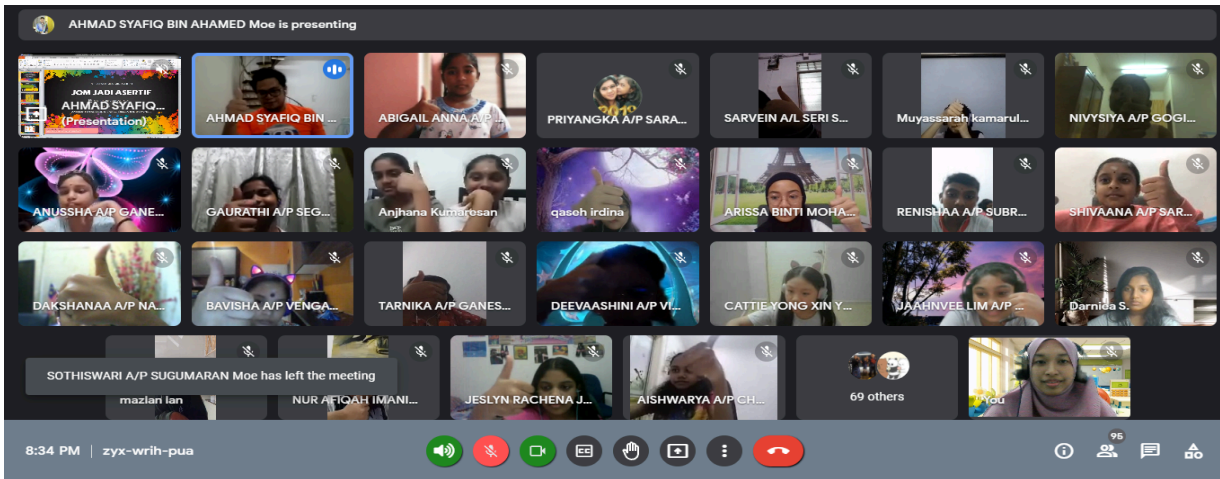 AHMAD SYAFIQ BIN AHAMED Moe is presenting
JOM JADI ASERTIF
AHMAD SYAFIQ...
(Presentation)
AHMAD SYAFIQ BIN ...
ABIGAIL ANNA A/P
PRIYANGKA A/P SARA...
2019
SARVEIN A/L SERI S...
Muyassarah kamarul...
NIVYSIYA A/P GOGI...
ANUSSHA A/P GANE...
GAURATHI A/P SEG...
Anjhana Kumaresan
qaseh irdina
ARISSA BINTI MOHA...
RENISHAA A/P SUBR...
SHIVAANA A/P SAR...
DAKSHANAA A/P NA...
BAVISHA A/P VENGA...
TARNIKA A/P GANES...
DEEVAASHINI A/P VI...
CATTIE YONG XIN Y...
JAAHNVEE LIM A/P ...
Darnica S.
SOTHISWARI A/P SUGUMARAN Moe has left the meeting
mazlan lan
NUR AFIQAH IMANI...
JESLYN RACHENA J...
AISHWARYA A/P CH...
69 others
You
8:34 PM | zyx-wrih-pua
CC
95